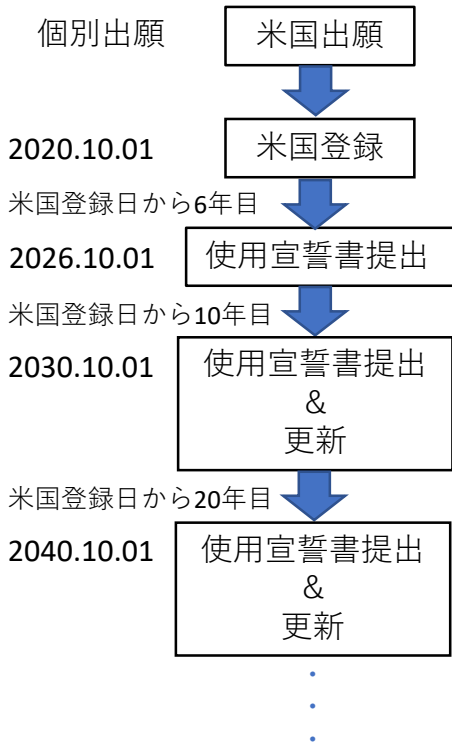 個別出願
米国出願
2020.10.01
米国登録
米国登録日から6年目
2026.10.01
使用宣誓書提出
米国登録日から10年目
2030.10.01
使用宣誓書提出
&
更新
米国登録日から20年目
2040.10.01
使用宣誓書提出
&
更新